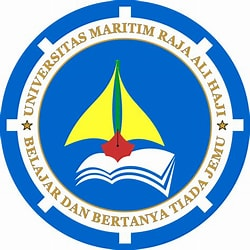 UNIVERSITAS MARITIM RAJA ALI HAJI
BELAJAR DAN BERTANYA TIADA JEMU